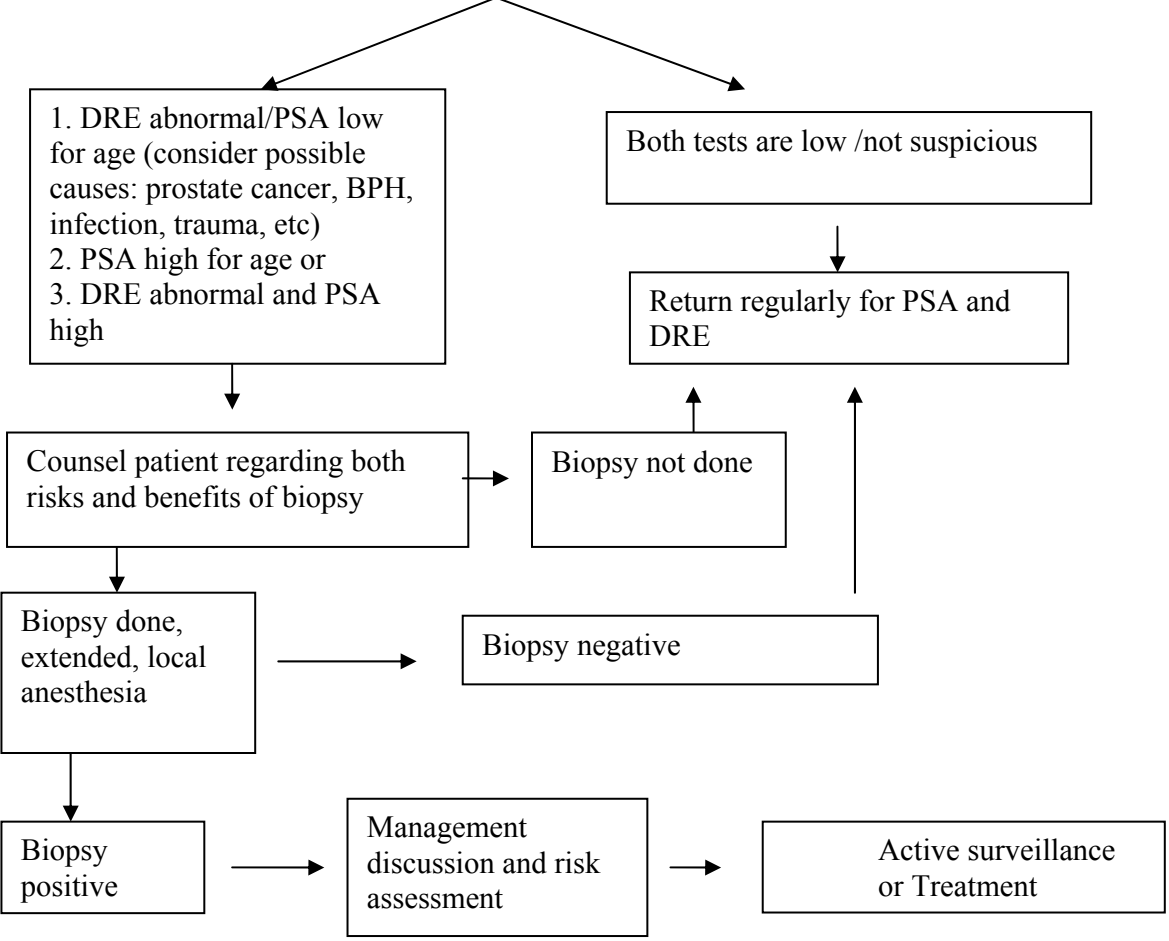 1. DRE abnormal/PSA low
for age (consider possible
causes: prostate cancer, BPH,
infection, trauma, etc)
2. PSA high for age or
3. DRE abnormal and PSA
high
Both tests are low /not suspicious
Return regularly for PSA and
DRE
Counsel patient regarding both
risks and benefits of biopsy
Biopsy not done
Biopsy done,
extended, local
anesthesia
Biopsy negative
Biopsy
positive
Management
discussion and risk
assessment
Active surveillance
or Treatment